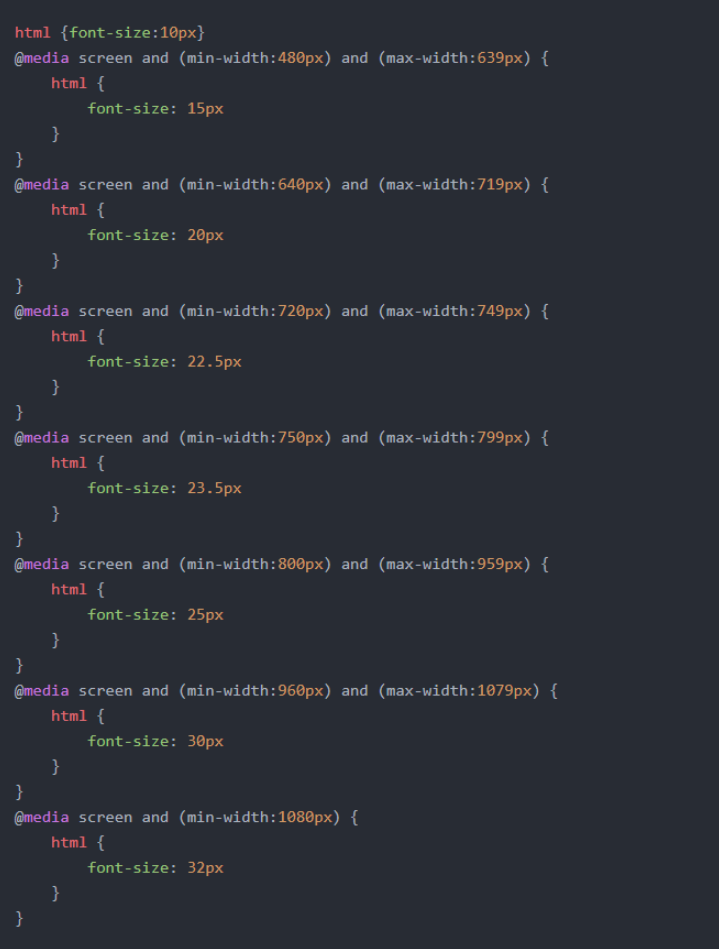 html {font-size:10px}
@media screen and (min-width:480px) and (max-width:639px) {
    html {
        font-size: 15px
    }
}
@media screen and (min-width:640px) and (max-width:719px) {
    html {
        font-size: 20px
    }
}
@media screen and (min-width:720px) and (max-width:749px) {
    html {
        font-size: 22.5px
    }
}
@media screen and (min-width:750px) and (max-width:799px) {
    html {
        font-size: 23.5px
    }
}
@media screen and (min-width:800px) and (max-width:959px) {
    html {
        font-size: 25px
    }
}
@media screen and (min-width:960px) and (max-width:1079px) {
    html {
        font-size: 30px
    }
}
@media screen and (min-width:1080px) {
    html {
        font-size: 32px
    }
}